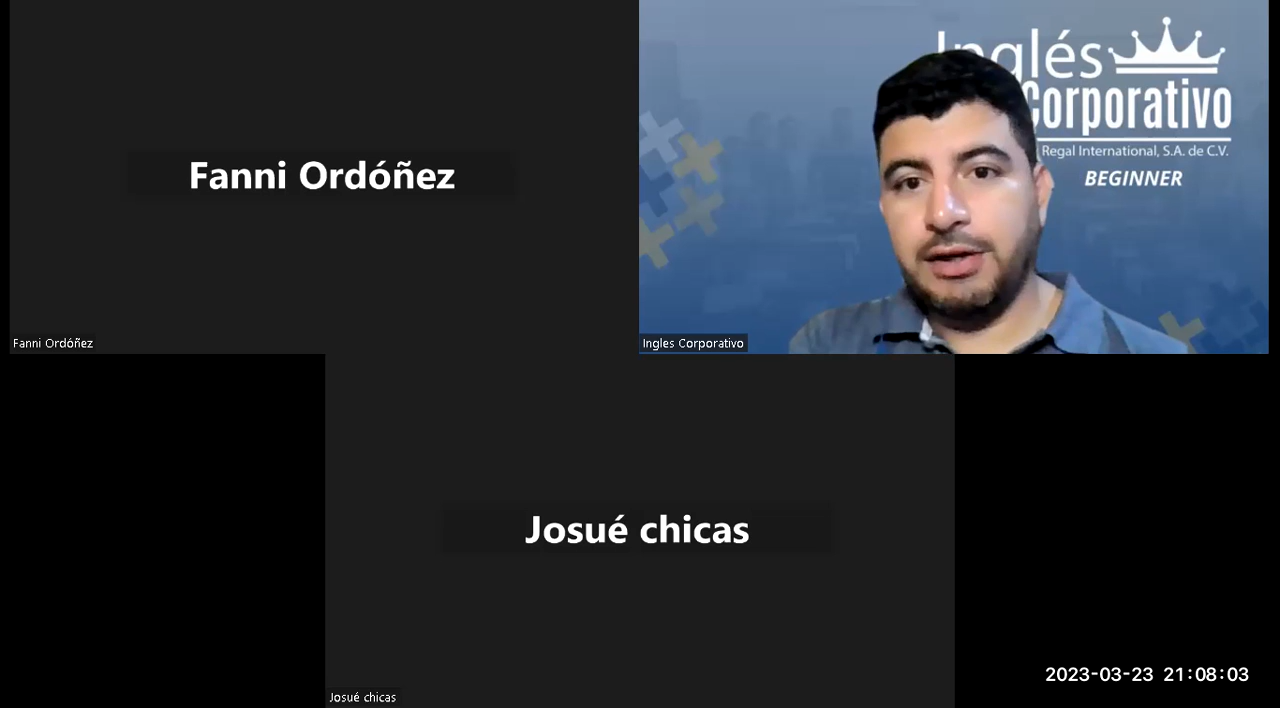 Fanni Ordóñez
Fanni Ordóñez
Inglés
Corporativo
Regal International, S.A. de C.V.
BEGINNER
Ingles Corporativo
Josué chicas
Josué chicas
2023-03-23 21:08:03